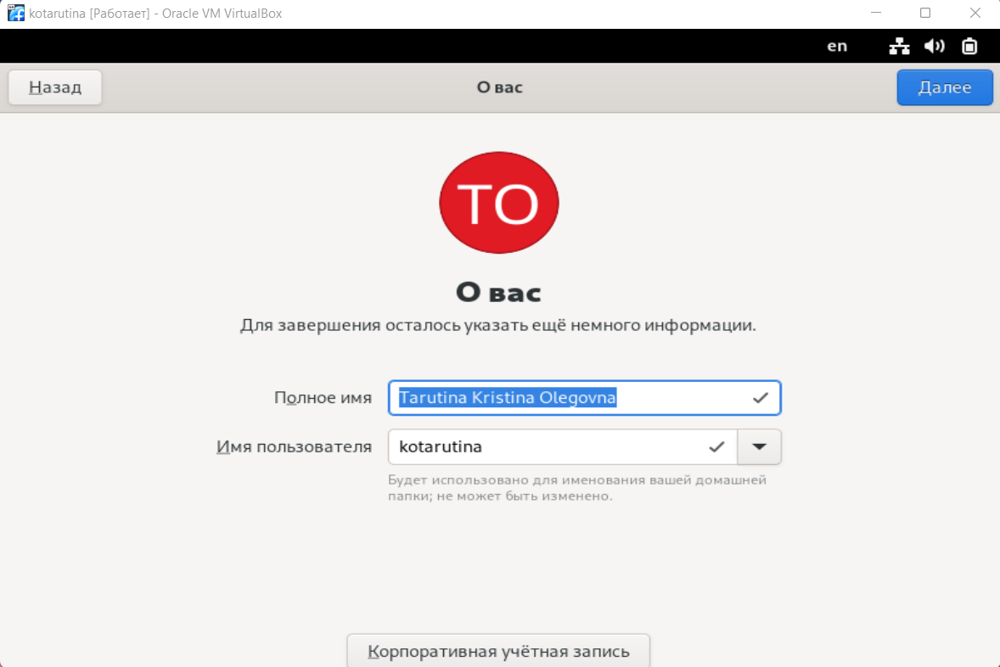 kotarutina [Работает] - Oracle VM VirtualBox
en
Назад
О вас
Далее
TO
О вас
Для завершения осталось указать ещё немного информации.
Полное имя
Tarutina Kristina Olegovna
Имя пользователя
kotarutina
Будет использовано для именования вашей домашней
папки; не может быть изменено.
Корпоративная учётная запись